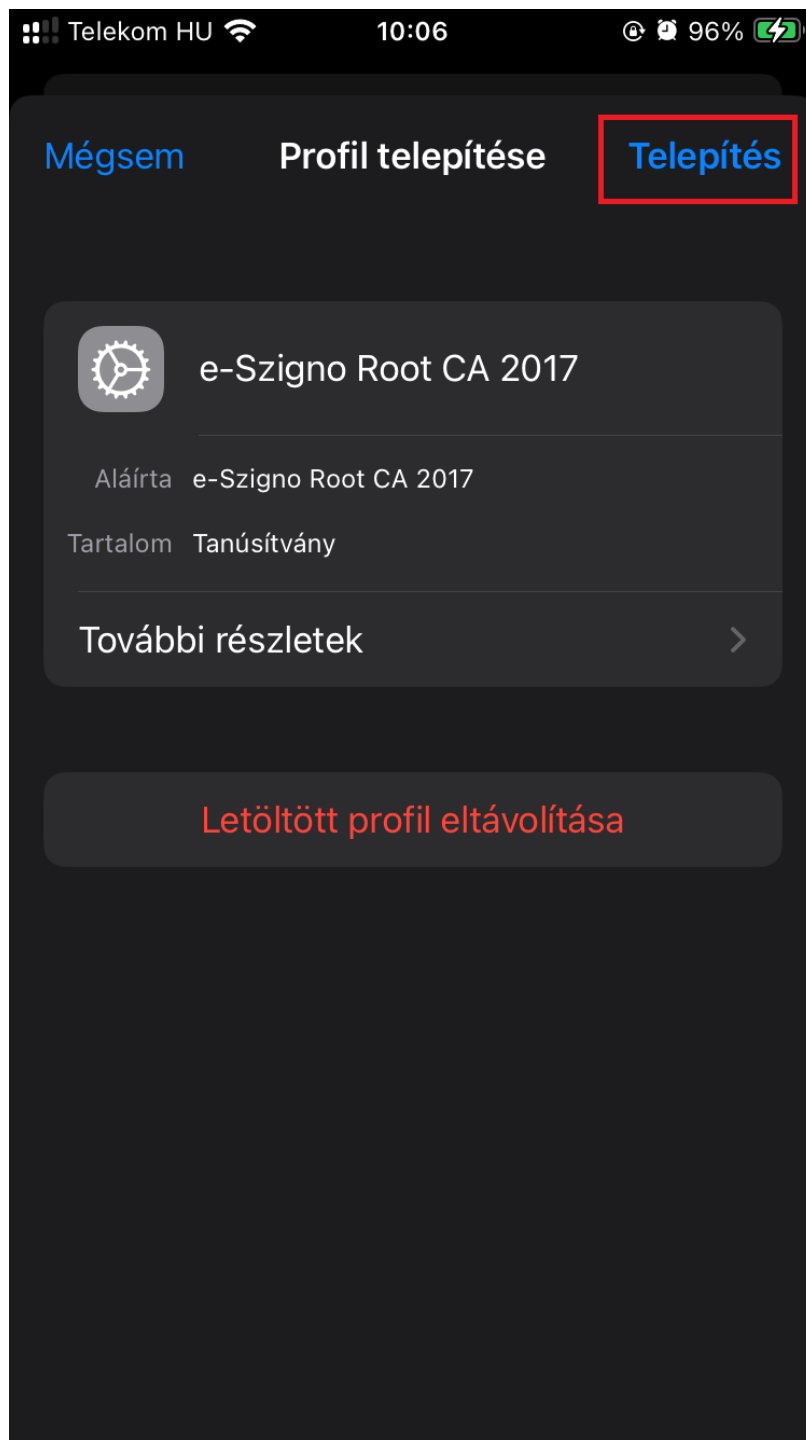 Telekom HU 10:06 96%
Mégsem Profil telepítése Telepítés
e-Szigno Root CA 2017
Aláírta e-Szigno Root CA 2017
Tartalom Tanúsítvány
További részletek
Letöltött profil eltávolítása